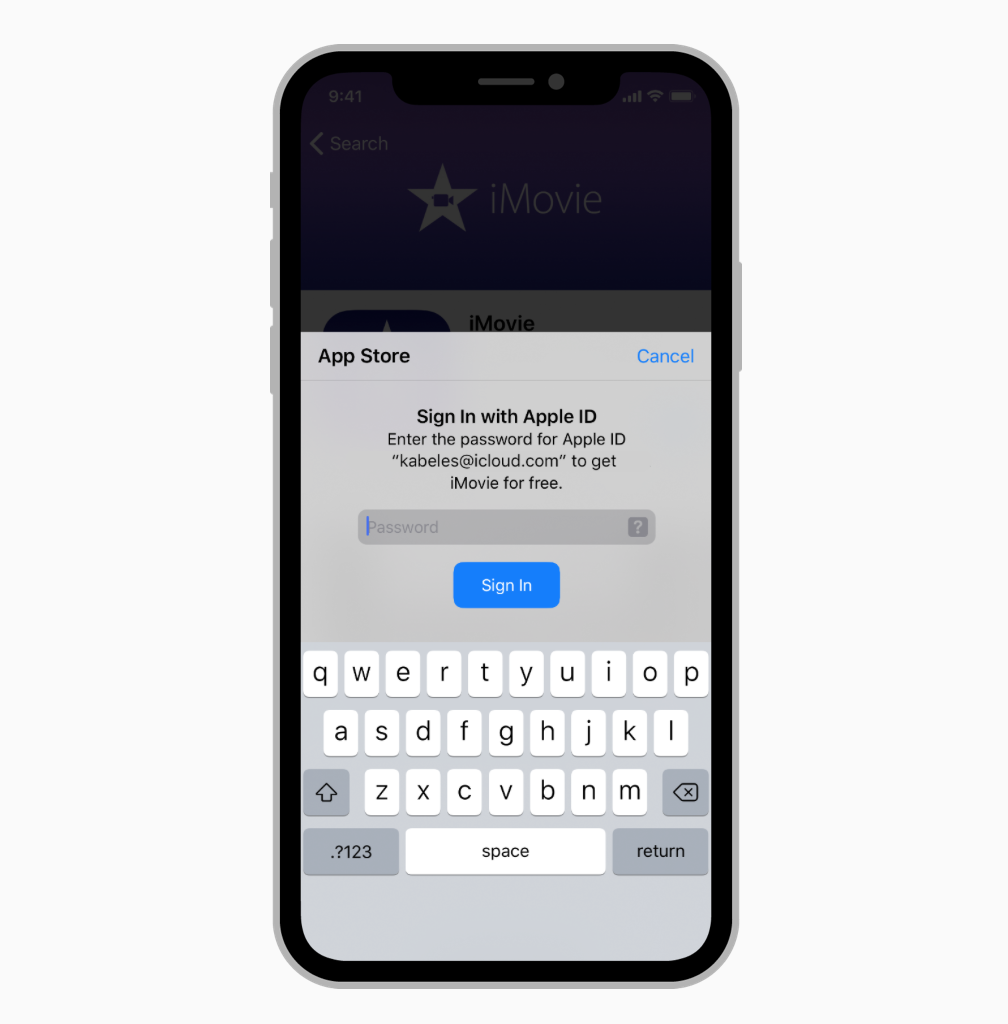 9:41
Search
iMovie
iMovie
App Store Cancel
Sign In with Apple ID
Enter the password for Apple ID
“kabeles@icloud.com” to get
iMovie for free.
Password ?
Sign In
q w e r t y u i o p
a s d f g h j k l
z x c v b n m
.?123 space return